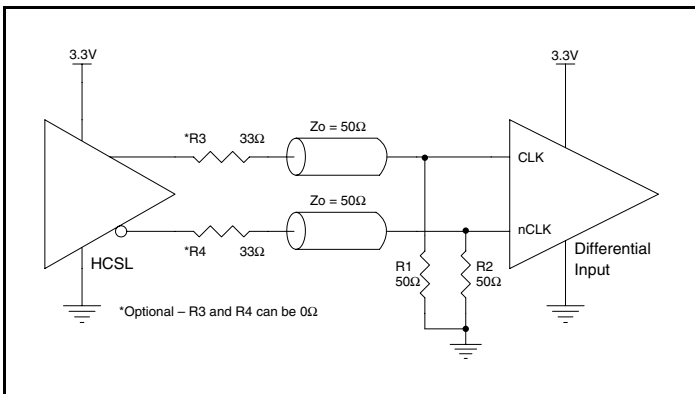 3.3V
3.3V
*R3 33Ω
Zo = 50Ω
CLK
Zo = 50Ω
*R4 33Ω
nCLK
HCSL
R1
50Ω
R2
50Ω
Differential
Input
*Optional – R3 and R4 can be 0Ω